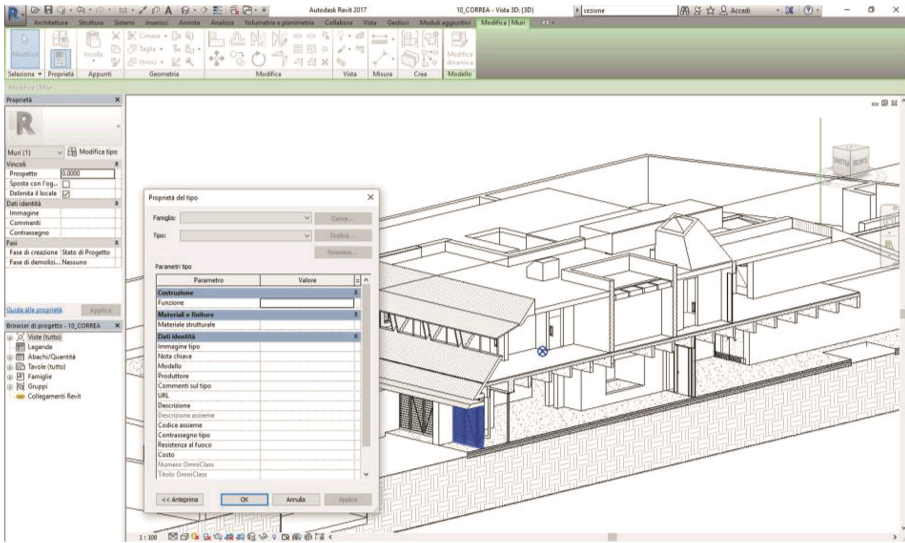 Autodesk Revit 2017
10_CORREA - Vista 3D: {3D}
sezione
Accedi
Architettura Struttura Sistemi Inserisci Annota Analizza Volumetrie e planimetria Collabora Vista Gestisci Moduli aggiuntivi Modifica | Muri
Modifica
Incolla
Taglia
Modifica dinamica
Seleziona Proprietà Appunti Geometria Modifica Vista Misura Crea Modello
Modifica | Muri
Proprietà
Muri (1)
Modifica tipo
Vincoli
Prospetto 0.0000
Sposta con l'og...
Delimita il locale
Dati identità
Immagine
Commenti
Contrassegno
Fasi
Fase di creazione Stato di Progetto
Fase di demolizi... Nessuno
Guida alle proprietà
Applica
Browser di progetto - 10_CORREA
Viste (tutto)
Legende
Abachi/Quantità
Tavole (tutto)
Famiglie
Gruppi
Collegamenti Revit
Proprietà del tipo
Famiglia:
Carica...
Tipo:
Duplica...
Rinomina...
Parametri tipo
Parametro Valore
Costruzione
Funzione
Materiali e finiture
Materiale strutturale
Dati identità
Immagine tipo
Nota chiave
Modello
Produttore
Commenti sul tipo
URL
Descrizione
Descrizione assieme
Codice assieme
Contrassegno tipo
Resistenza al fuoco
Costo
Numero OmniClass
Titolo OmniClass
<< Anteprima OK Annulla Applica
1 : 100